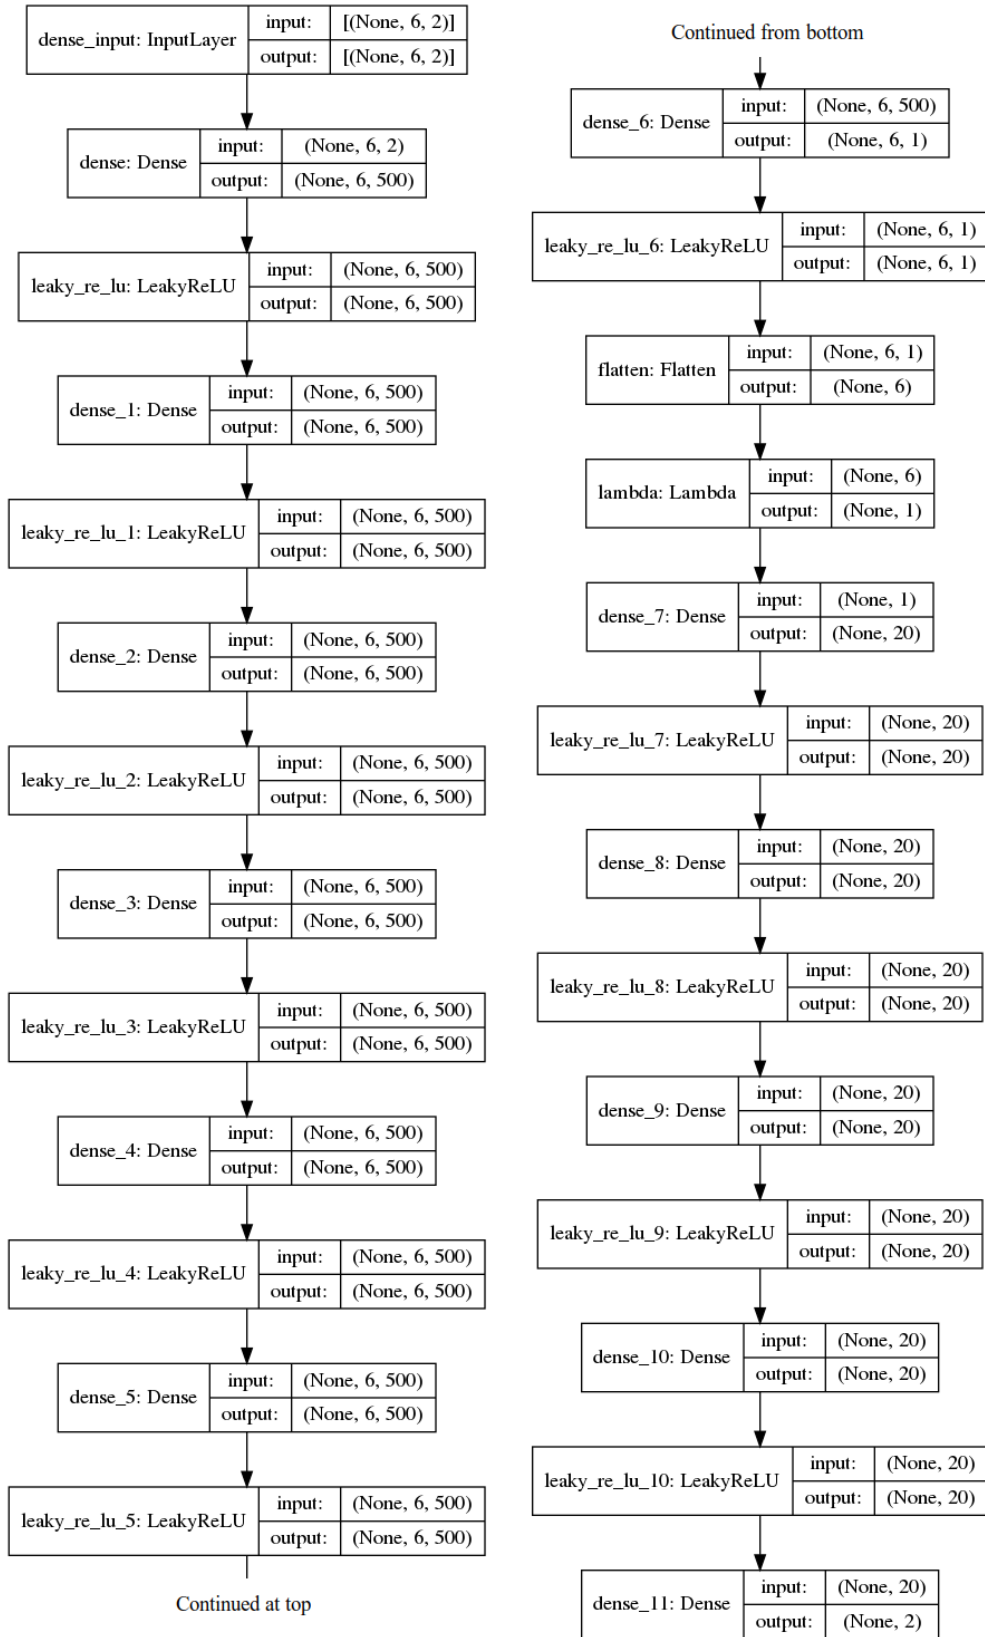 dense_input: InputLayer
input: [(None, 6, 2)]
output: [(None, 6, 2)]
dense: Dense
input: (None, 6, 2)
output: (None, 6, 500)
leaky_re_lu: LeakyReLU
input: (None, 6, 500)
output: (None, 6, 500)
dense_1: Dense
input: (None, 6, 500)
output: (None, 6, 500)
leaky_re_lu_1: LeakyReLU
input: (None, 6, 500)
output: (None, 6, 500)
dense_2: Dense
input: (None, 6, 500)
output: (None, 6, 500)
leaky_re_lu_2: LeakyReLU
input: (None, 6, 500)
output: (None, 6, 500)
dense_3: Dense
input: (None, 6, 500)
output: (None, 6, 500)
leaky_re_lu_3: LeakyReLU
input: (None, 6, 500)
output: (None, 6, 500)
dense_4: Dense
input: (None, 6, 500)
output: (None, 6, 500)
leaky_re_lu_4: LeakyReLU
input: (None, 6, 500)
output: (None, 6, 500)
dense_5: Dense
input: (None, 6, 500)
output: (None, 6, 500)
leaky_re_lu_5: LeakyReLU
input: (None, 6, 500)
output: (None, 6, 500)
Continued at top
Continued from bottom
dense_6: Dense
input: (None, 6, 500)
output: (None, 6, 1)
leaky_re_lu_6: LeakyReLU
input: (None, 6, 1)
output: (None, 6, 1)
flatten: Flatten
input: (None, 6, 1)
output: (None, 6)
lambda: Lambda
input: (None, 6)
output: (None, 1)
dense_7: Dense
input: (None, 1)
output: (None, 20)
leaky_re_lu_7: LeakyReLU
input: (None, 20)
output: (None, 20)
dense_8: Dense
input: (None, 20)
output: (None, 20)
leaky_re_lu_8: LeakyReLU
input: (None, 20)
output: (None, 20)
dense_9: Dense
input: (None, 20)
output: (None, 20)
leaky_re_lu_9: LeakyReLU
input: (None, 20)
output: (None, 20)
dense_10: Dense
input: (None, 20)
output: (None, 20)
leaky_re_lu_10: LeakyReLU
input: (None, 20)
output: (None, 20)
dense_11: Dense
input: (None, 20)
output: (None, 2)